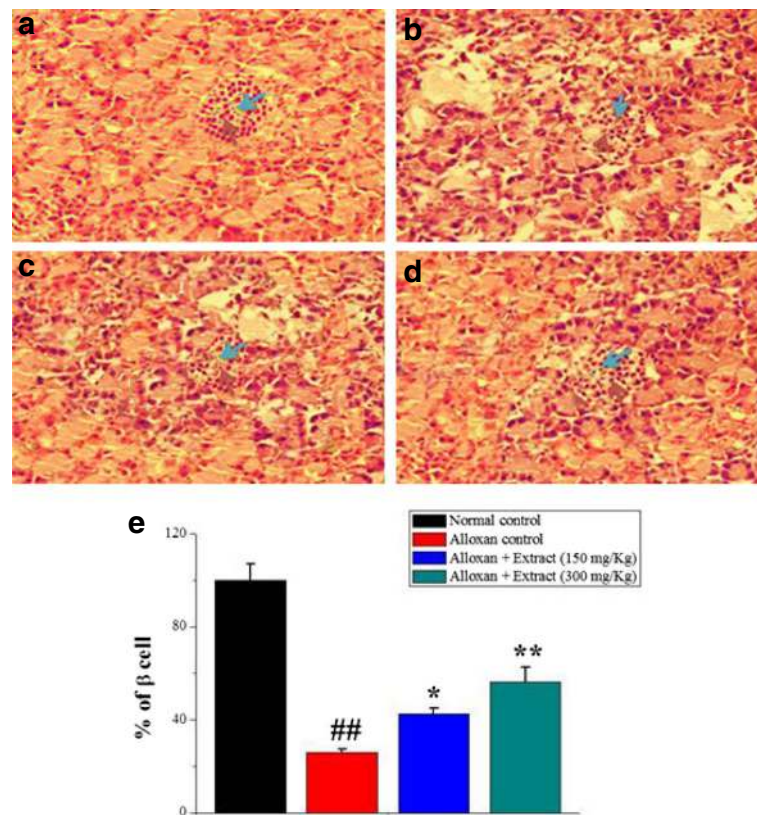 a
b
c
d
e
120
80
40
0
% of β cell
Normal control
Alloxan control
Alloxan + Extract (150 mg/Kg)
Alloxan + Extract (300 mg/Kg)
##
*
**